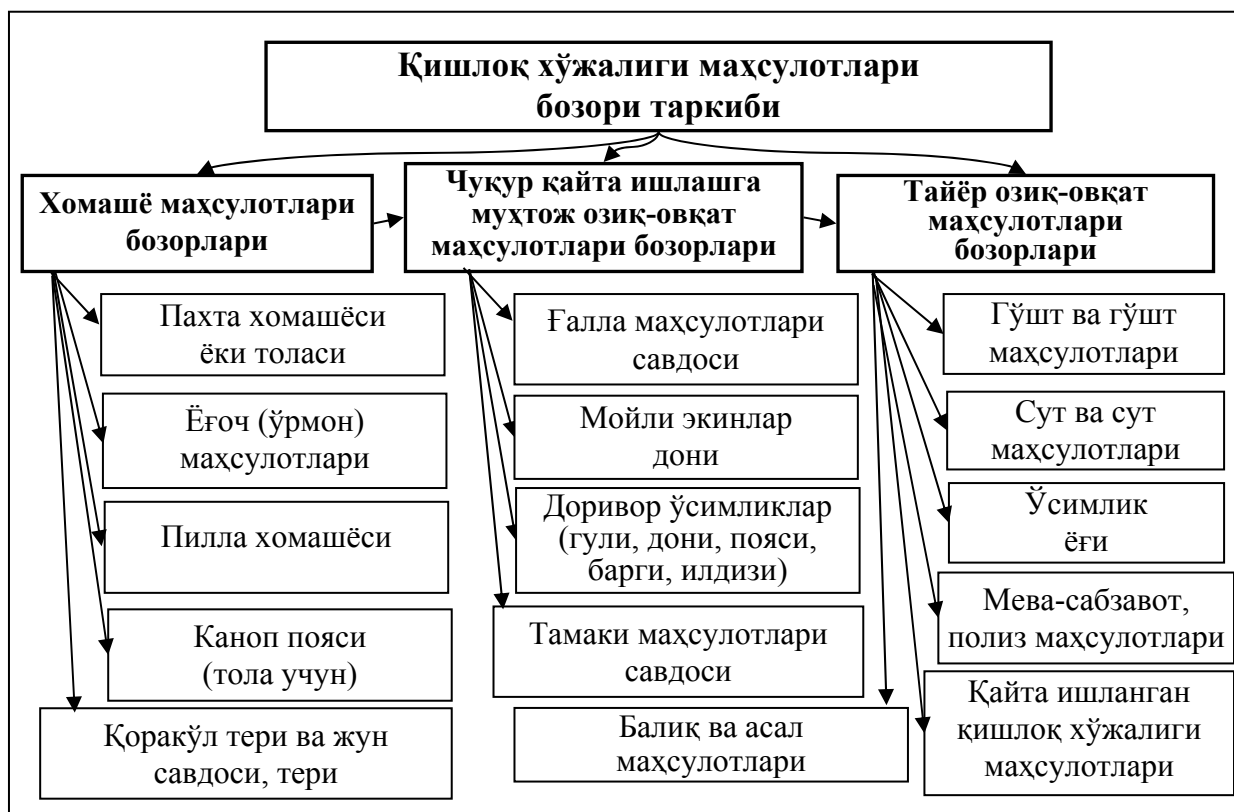 Қишлоқ хўжалиги маҳсулотлари
бозори таркиби
Хомашё маҳсулотлари
бозорлари
Чуқур қайта ишлашга
муҳтож озиқ-овқат
маҳсулотлари бозорлари
Тайёр озиқ-овқат
маҳсулотлари
бозорлари
Пахта хомашёси
ёки толаси
Ёғоч (ўрмон)
маҳсулотлари
Пилла хомашёси
Каноп пояси
(тола учун)
Қоракўл тери ва жун
савдоси, тери
Ғалла маҳсулотлари
савдоси
Мойли экинлар
дони
Доривор ўсимликлар
(гули, дони, пояси,
барги, илдизи)
Тамаки маҳсулотлари
савдоси
Балиқ ва асал
маҳсулотлари
Гўшт ва гўшт
маҳсулотлари
Сут ва сут
маҳсулотлари
Ўсимлик
ёғи
Мева-сабзавот,
полиз маҳсулотлари
Қайта ишланган
қишлоқ хўжалиги
маҳсулотлари